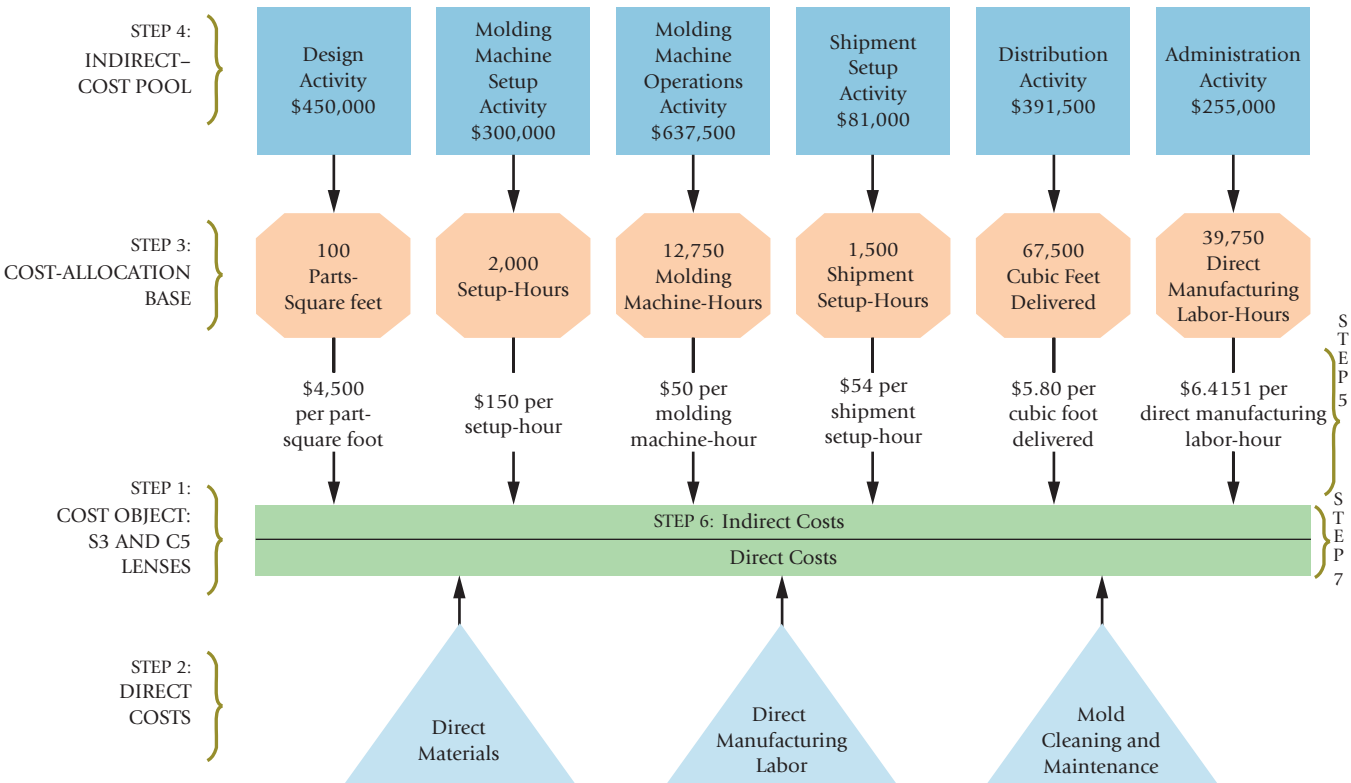 STEP 4:
INDIRECT–
COST POOL
Design
Activity
$450,000
Molding
Machine
Setup
Activity
$300,000
Molding
Machine
Operations
Activity
$637,500
Shipment
Setup
Activity
$81,000
Distribution
Activity
$391,500
Administration
Activity
$255,000
STEP 3:
COST-ALLOCATION
BASE
100
Parts-
Square feet
2,000
Setup-Hours
12,750
Molding
Machine-Hours
1,500
Shipment
Setup-Hours
67,500
Cubic Feet
Delivered
39,750
Direct
Manufacturing
Labor-Hours
$4,500
per part-
square foot
$150 per
setup-hour
$50 per
molding
machine-hour
$54 per
shipment
setup-hour
$5.80 per
cubic foot
delivered
$6.4151 per
direct manufacturing
labor-hour
STEP 5
STEP 1:
COST OBJECT:
S3 AND C5
LENSES
STEP 6: Indirect Costs
Direct Costs
STEP 7
STEP 2:
DIRECT
COSTS
Direct
Materials
Direct
Manufacturing
Labor
Mold
Cleaning and
Maintenance